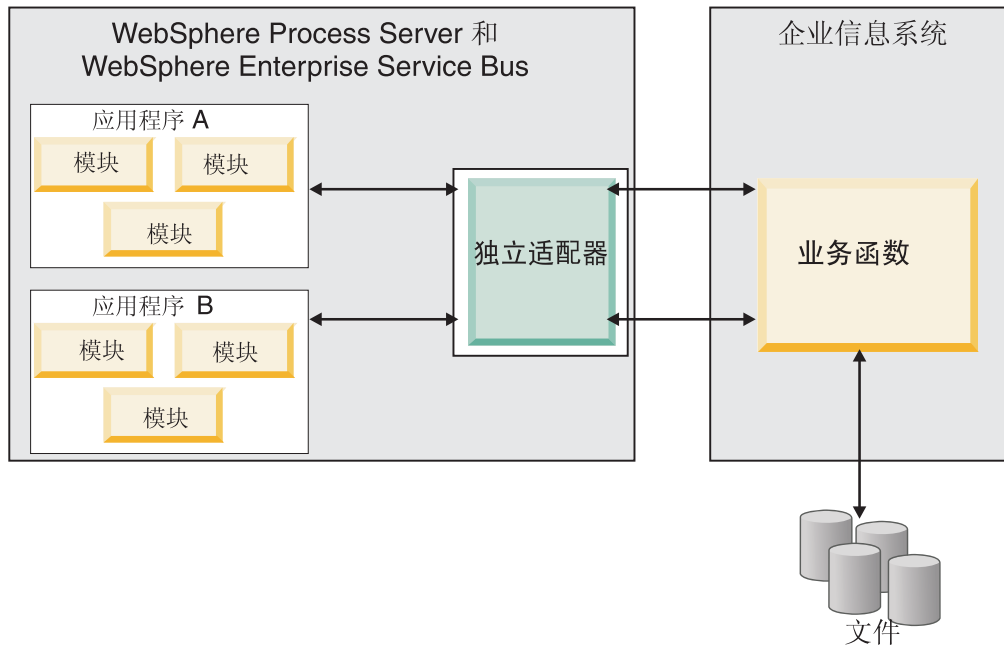 WebSphere Process Server 和
WebSphere Enterprise Service Bus
应用程序 A
模块
模块
模块
应用程序 B
模块
模块
模块
独立适配器
企业信息系统
业务函数
文件